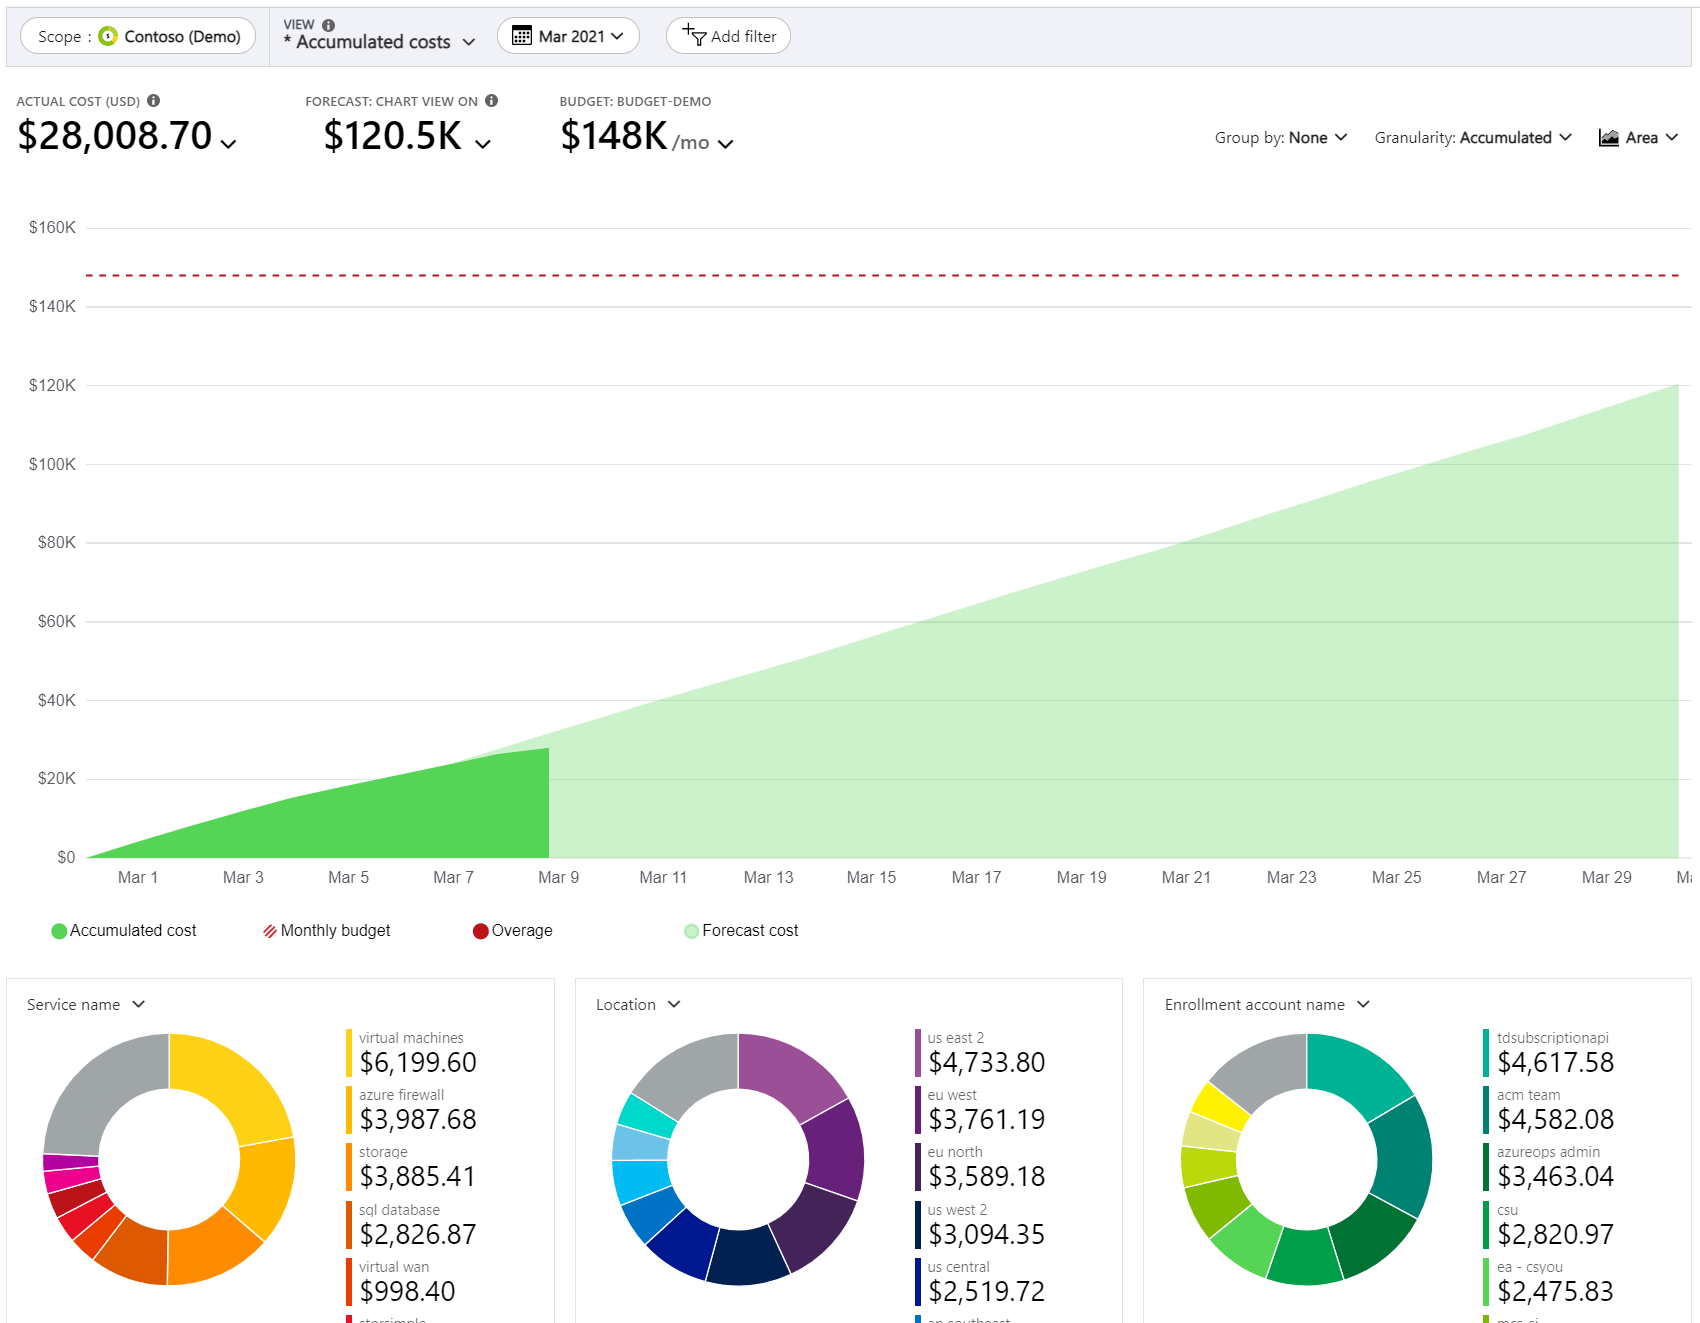 Scope : Contoso (Demo)
VIEW
* Accumulated costs
Mar 2021
Add filter
ACTUAL COST (USD)
$28,008.70
FORECAST: CHART VIEW ON
$120.5K
BUDGET: BUDGET-DEMO
$148K /mo
Group by: None
Granularity: Accumulated
Area
$160K
$140K
$120K
$100K
$80K
$60K
$40K
$20K
$0
Mar 1 Mar 3 Mar 5 Mar 7 Mar 9 Mar 11 Mar 13 Mar 15 Mar 17 Mar 19 Mar 21 Mar 23 Mar 25 Mar 27 Mar 29
Accumulated cost Monthly budget Overage Forecast cost
Service name
virtual machines
$6,199.60
azure firewall
$3,987.68
storage
$3,885.41
sql database
$2,826.87
virtual wan
$998.40
Location
us east 2
$4,733.80
eu west
$3,761.19
eu north
$3,589.18
us west 2
$3,094.35
us central
$2,519.72
Enrollment account name
tdsubscriptionapi
$4,617.58
acm team
$4,582.08
azureops admin
$3,463.04
csu
$2,820.97
ea - csyou
$2,475.83